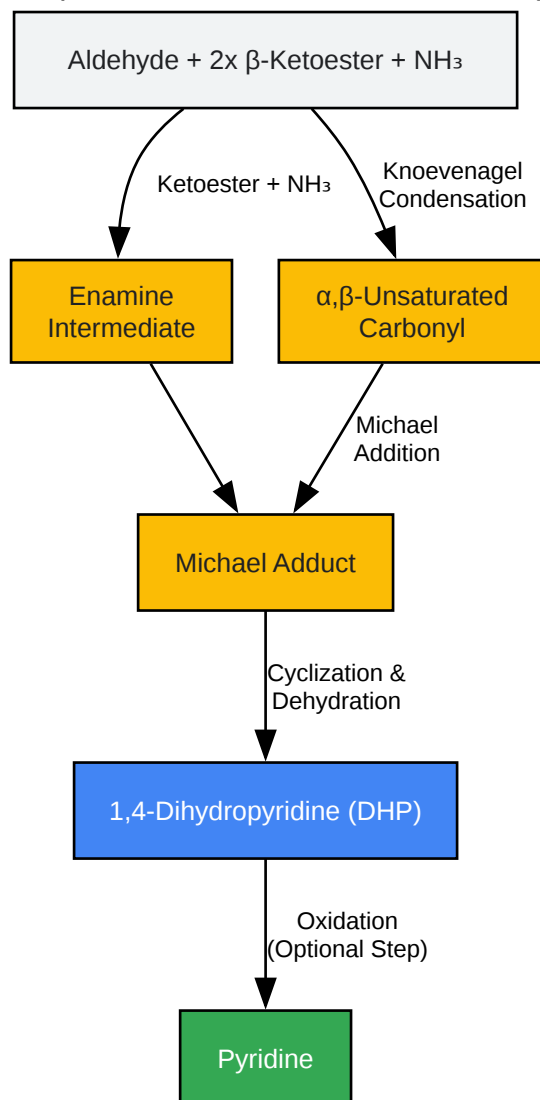 Aldehyde + 2x β-Ketoester + NH₃
Ketoester + NH₃
Knoevenagel
Condensation
Enamine
Intermediate
α,β-Unsaturated
Carbonyl
Michael
Addition
Michael Adduct
Cyclization &
Dehydration
1,4-Dihydropyridine (DHP)
Oxidation
(Optional Step)
Pyridine